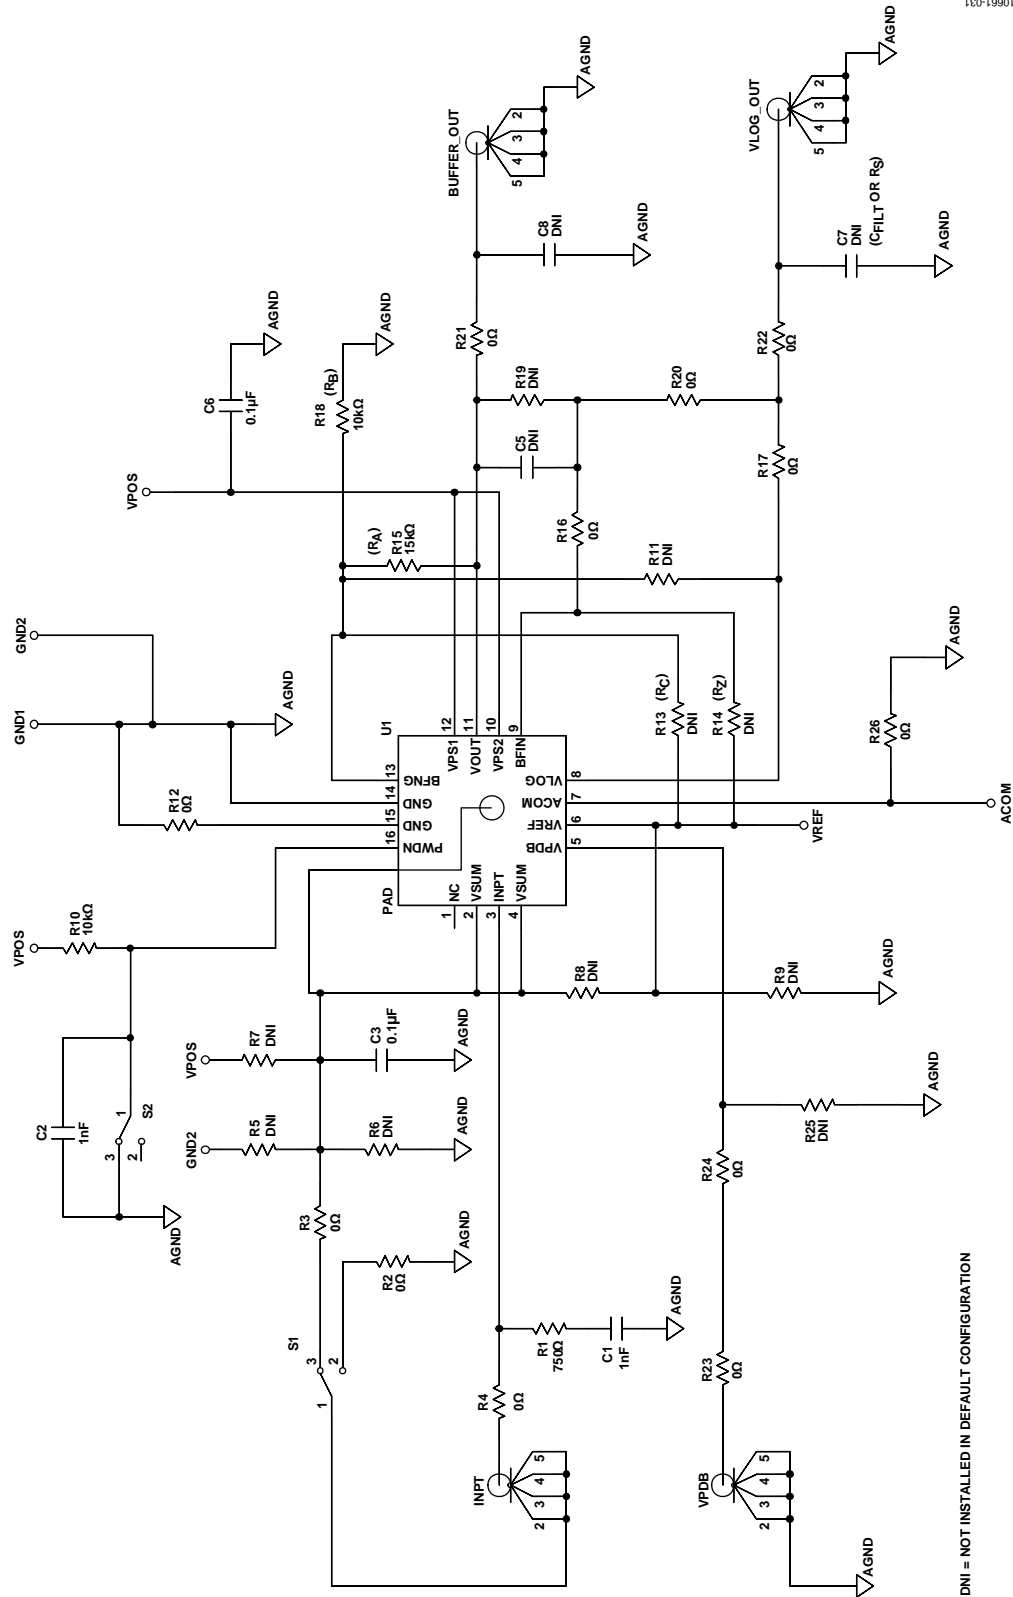 10661-031
GND1
GND2
VPOS
C6
0.1µF
AGND
R18 (RB)
10kΩ
AGND
BUFFER_OUT
2
3
4
5
AGND
VLOG_OUT
2
3
4
5
AGND
R21
0Ω
C8
DNI
AGND
C7
DNI
(CFILT OR RS)
AGND
R22
0Ω
R19
DNI
R20
0Ω
C5
DNI
R17
0Ω
R16
0Ω
(RA)
R15
15kΩ
R11
DNI
AGND
R12
0Ω
VPOS
R10
10kΩ
U1
13
14
15
16
BFNG
GND
GND
PWDN
12
11
10
9
VPS1
VOUT
VPS2
BFIN
8
7
6
5
VLOG
ACOM
VREF
VPDB
PAD
NC
VSUM
INPT
VSUM
1
2
3
4
R13 (RC)
DNI
R14 (RZ)
DNI
R26
0Ω
AGND
VREF
ACOM
C2
1nF
1
2
3
S2
AGND
VPOS
R7
DNI
C3
0.1µF
AGND
GND2
R5
DNI
R6
DNI
AGND
R8
DNI
R9
DNI
AGND
R3
0Ω
R2
0Ω
AGND
S1
1
2
3
R4
0Ω
R1
750Ω
C1
1nF
AGND
INPT
2
3
4
5
R24
0Ω
R25
DNI
AGND
R23
0Ω
VPDB
2
3
4
5
AGND
DNI = NOT INSTALLED IN DEFAULT CONFIGURATION